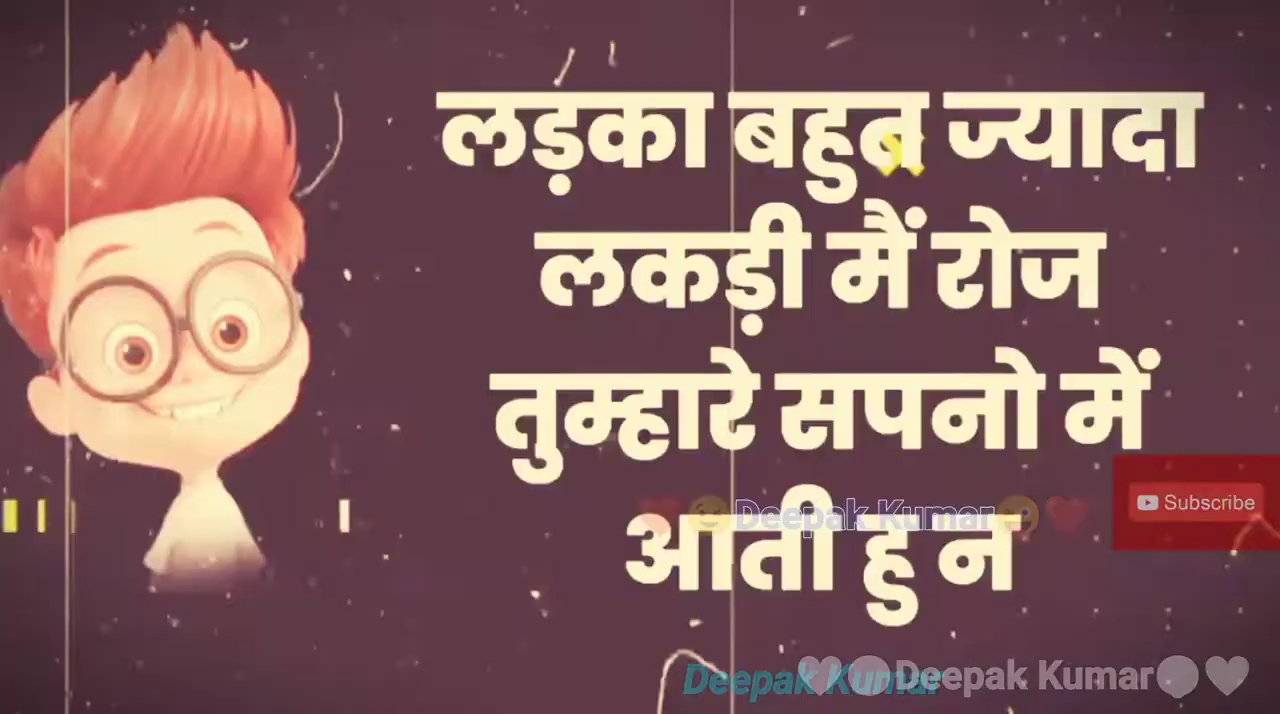 लड़का बहुत ज्यादा
लकड़ी मैं रोज
तुम्हारे सपनो में
Subscribe
Deepak Kumar
आती हु न
Deepak Kumar
Deepak Kumar